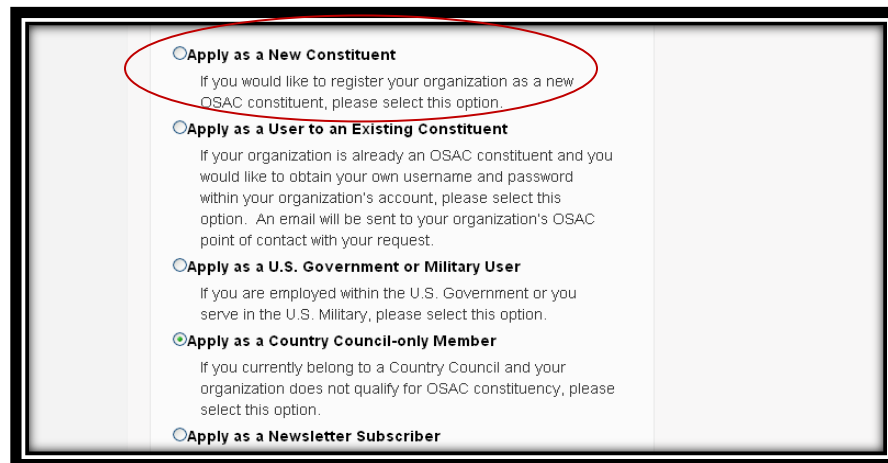 Apply as a New Constituent
If you would like to register your organization as a new
OSAC constituent, please select this option.
Apply as a User to an Existing Constituent
If your organization is already an OSAC constituent and you
would like to obtain your own username and password
within your organization's account, please select this
option. An email will be sent to your organization's OSAC
point of contact with your request.
Apply as a U.S. Government or Military User
If you are employed within the U.S. Government or you
serve in the U.S. Military, please select this option.
Apply as a Country Council-only Member
If you currently belong to a Country Council and your
organization does not qualify for OSAC constituency, please
select this option.
Apply as a Newsletter Subscriber